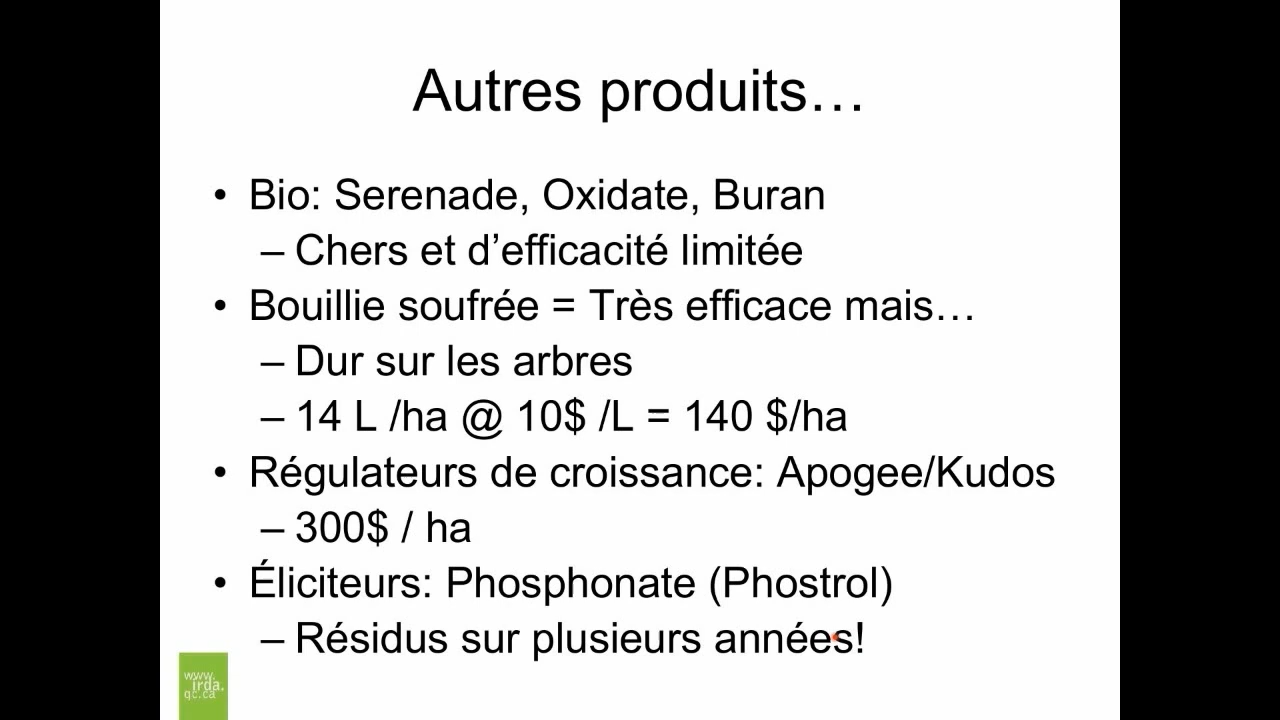 Autres produits…
• Bio: Serenade, Oxidate, Buran
– Chers et d’efficacité limitée
• Bouillie soufrée = Très efficace mais…
– Dur sur les arbres
– 14 L /ha @ 10$ /L = 140 $/ha
• Régulateurs de croissance: Apogee/Kudos
– 300$ / ha
• Éliciteurs: Phosphonate (Phostrol)
– Résidus sur plusieurs années!
www.
irda.
qc.ca